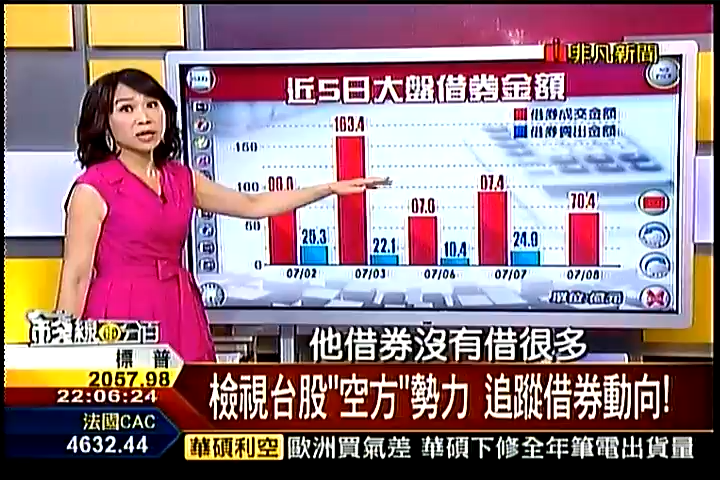 非凡新聞
近5日大盤借券金額
借券成交金額
借券賣出金額
150
163.4
100
97.4
70.4
50
25.3
22.1
10.4
24.0
0
07/02
07/03
07/06
07/07
07/08
他借券沒有借很多
標普
2057.98
22:06:24
檢視台股"空方"勢力 追蹤借券動向!
法國CAC
4632.44
華碩利空
歐洲買氣差 華碩下修全年筆電出貨量